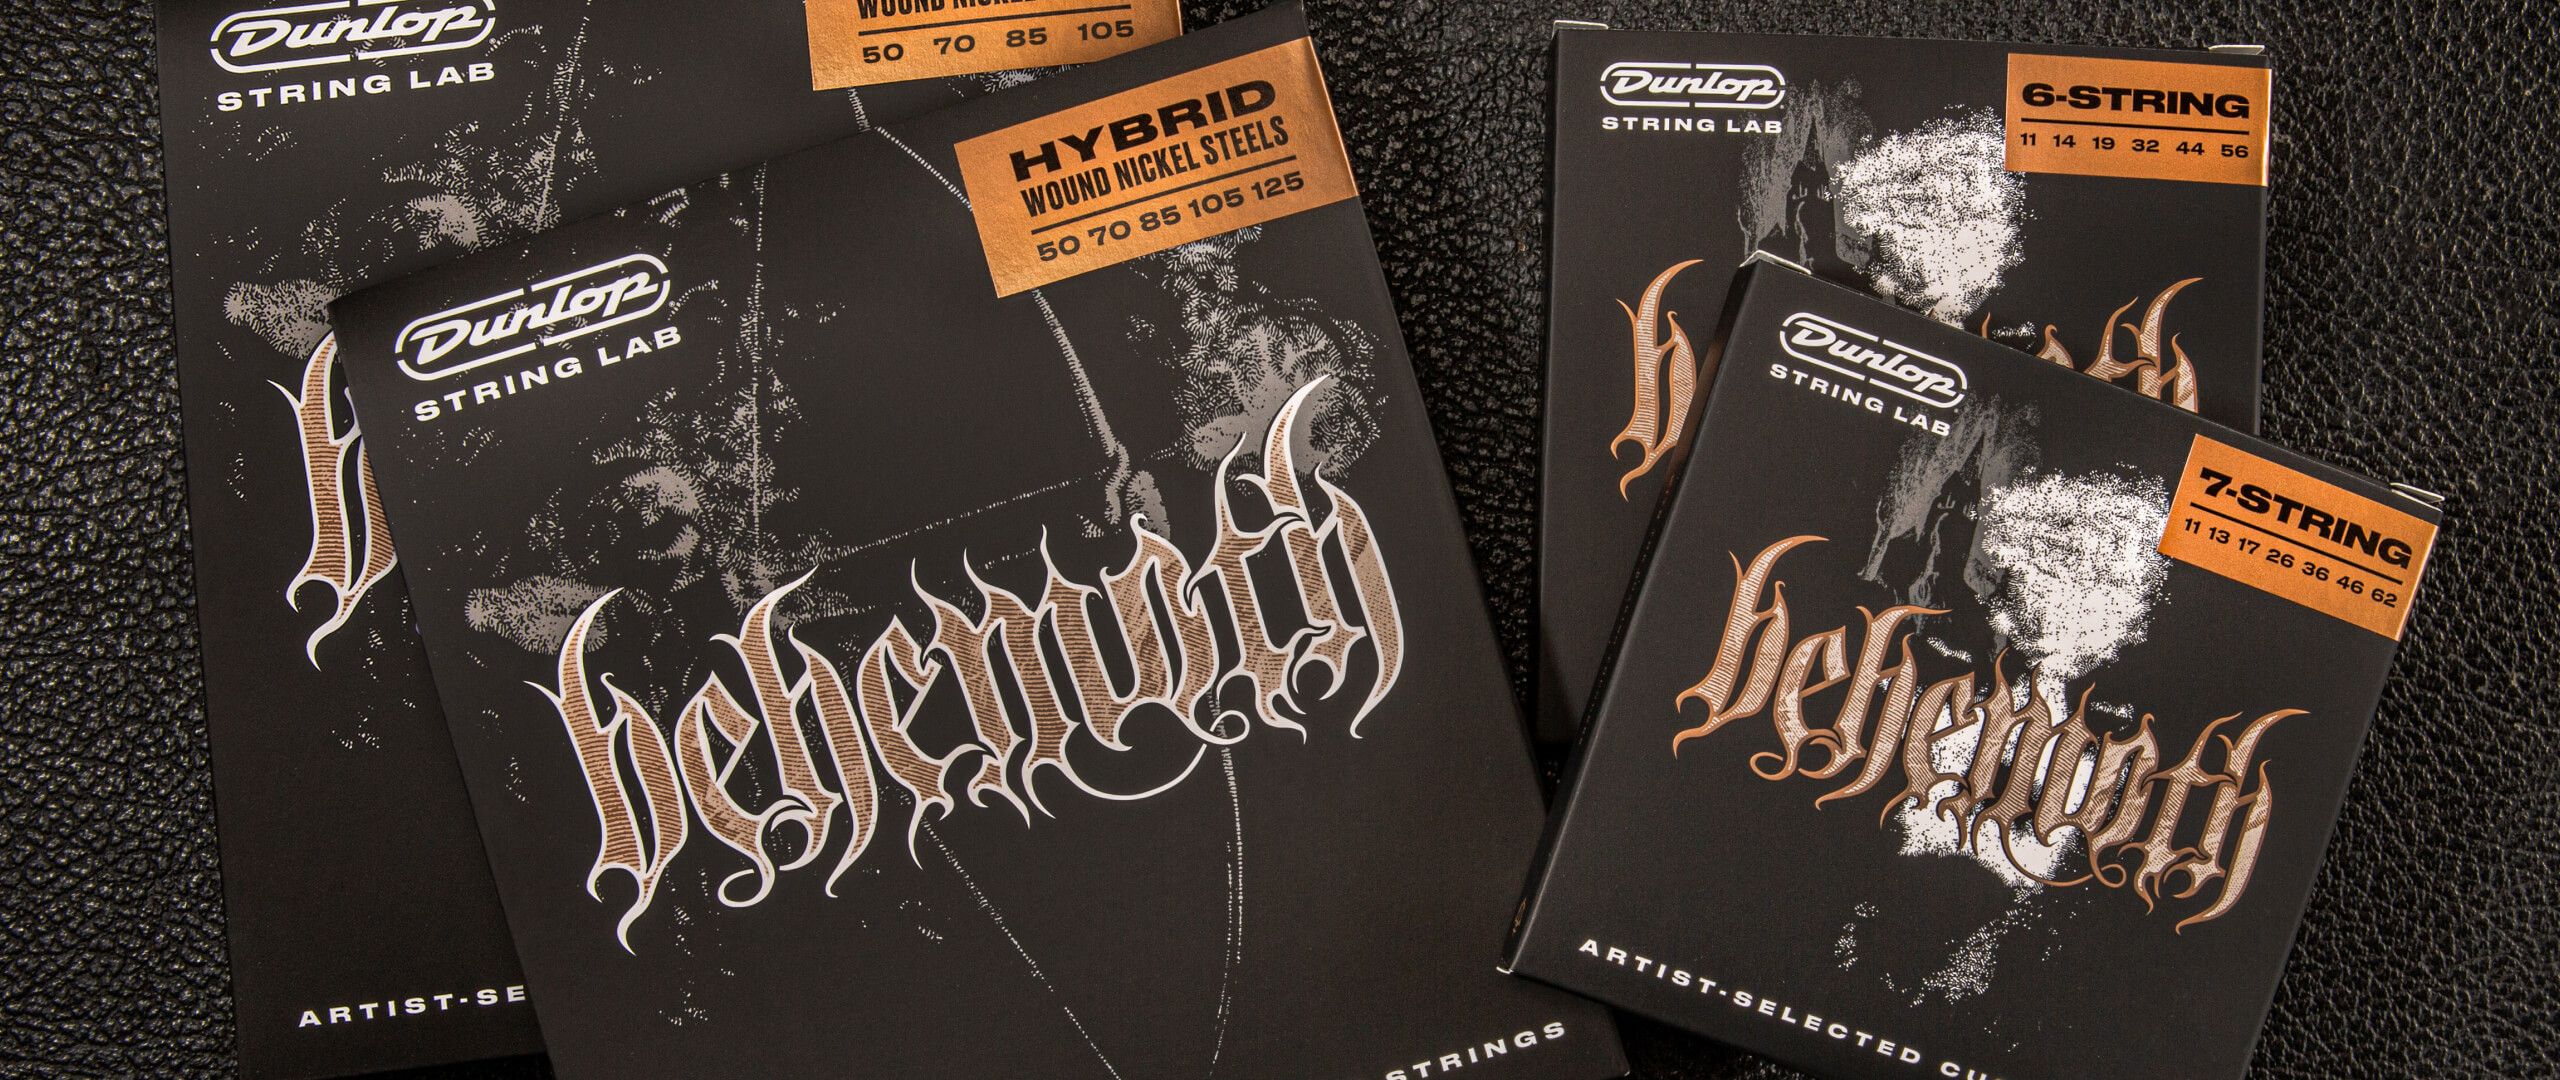 Dunlop
STRING LAB
50 70 85 105
ARTIST-SE
HYBRID
WOUND NICKEL STEELS
50 70 85 105 125
Dunlop
STRING LAB
behemoth
STRINGS
Dunlop
STRING LAB
6-STRING
11 14 19 32 44 56
Dunlop
STRING LAB
7-STRING
11 13 17 26 36 46 62
behemoth
ARTIST-SELECTED CU